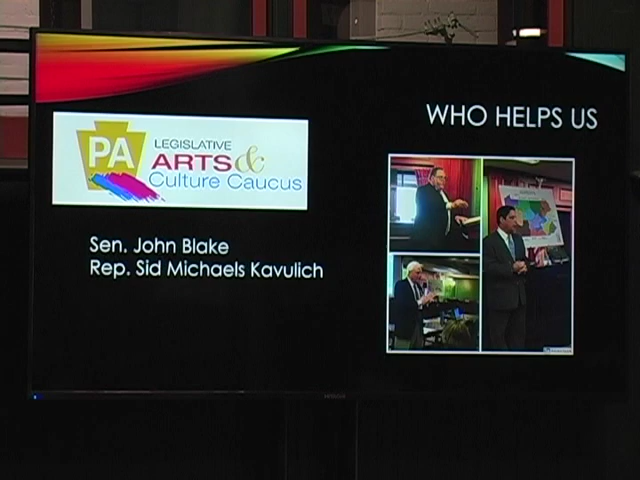 WHO HELPS US
PA
LEGISLATIVE
ARTS &
Culture Caucus
Sen. John Blake
Rep. Sid Michaels Kavulich